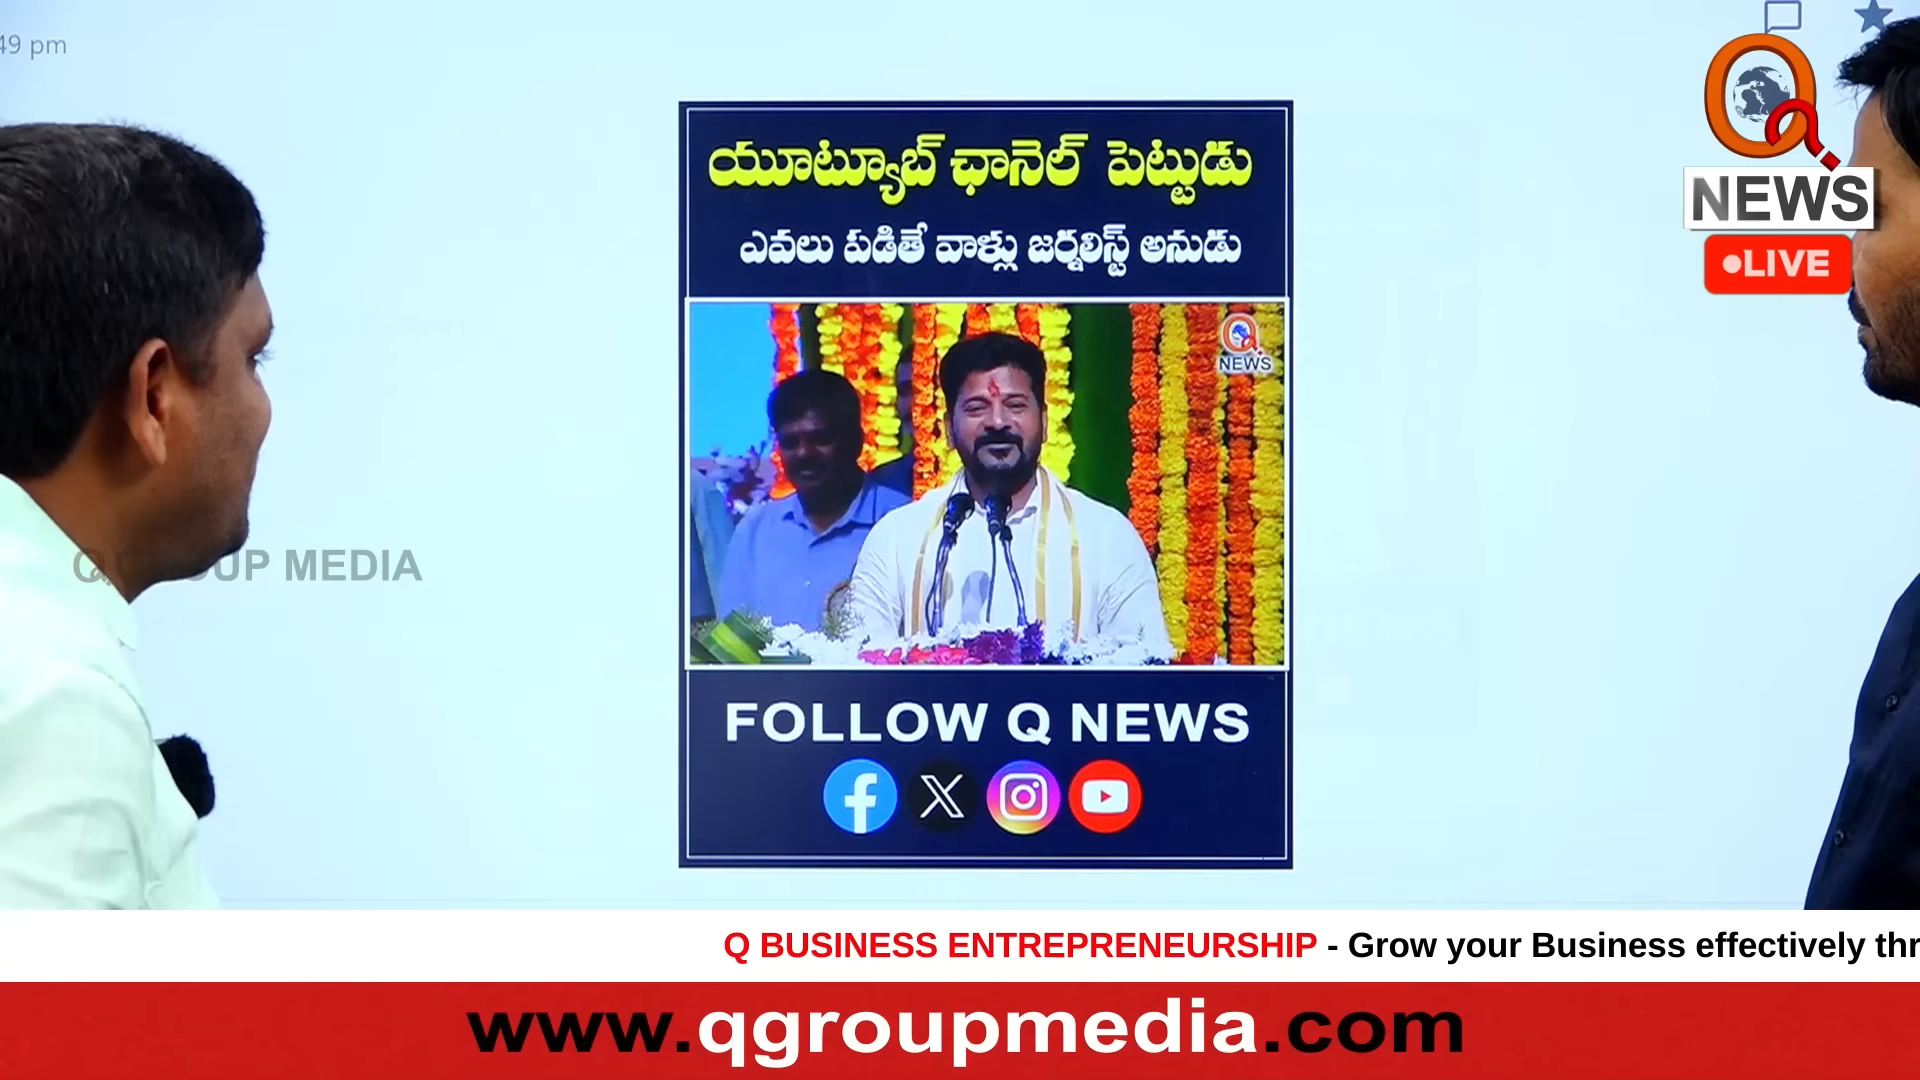 49 pm
యూట్యూబ్ ఛానెల్ పెట్టుడు
ఎవలు పడితే వాళ్లు జర్నలిస్ట్ అనుడు
Q
NEWS
LIVE
Q
NEWS
Q GROUP MEDIA
FOLLOW Q NEWS
Q BUSINESS ENTREPRENEURSHIP - Grow your Business effectively thr
www.qgroupmedia.com